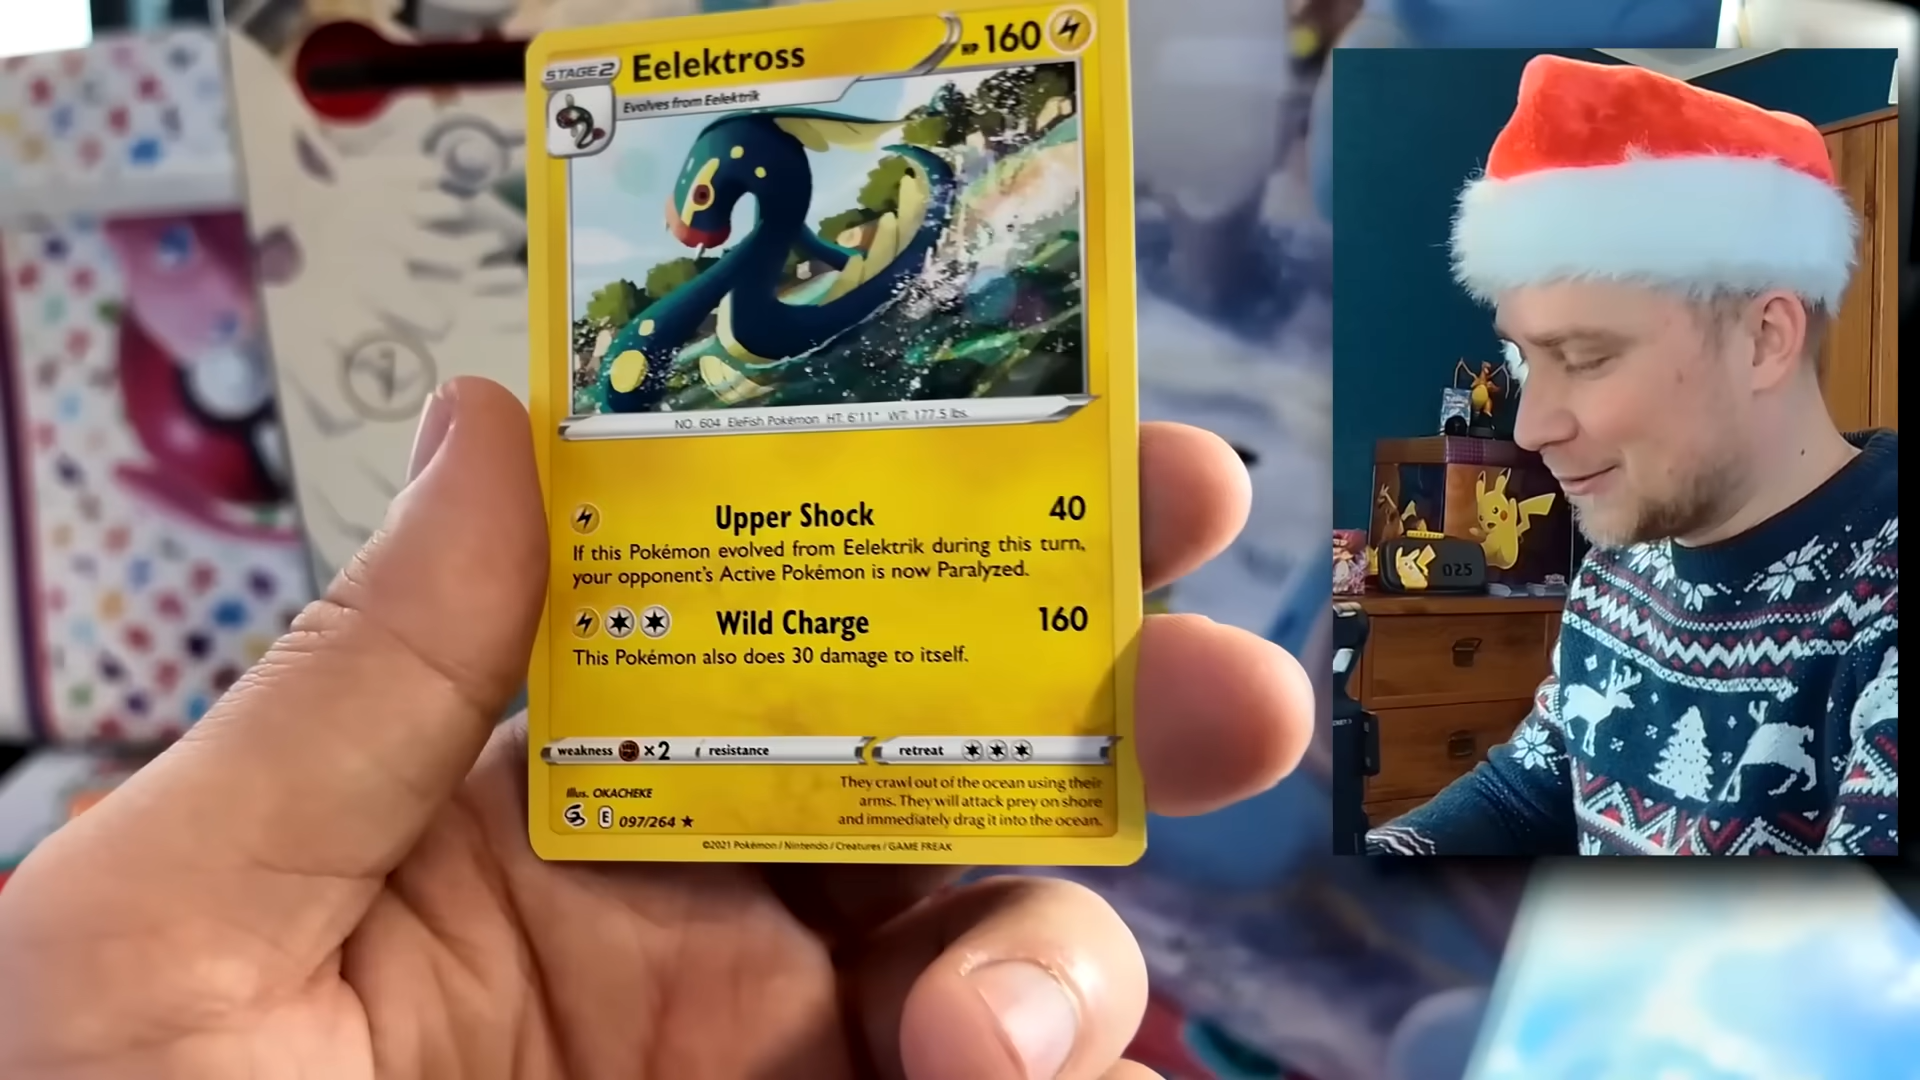 STAGE 2
Eelektross
HP 160
Evolves from Eelektrik
NO. 604 EleFish Pokémon HT: 6'11" WT: 177.5 lbs.
Upper Shock 40
If this Pokémon evolved from Eelektrik during this turn,
your opponent's Active Pokémon is now Paralyzed.
Wild Charge 160
This Pokémon also does 30 damage to itself.
weakness ×2 resistance retreat
Illus. OKACHEKE
E 097/264 ★
They crawl out of the ocean using their
arms. They will attack prey on shore
and immediately drag it into the ocean.
©2021 Pokémon / Nintendo / Creatures / GAME FREAK
025